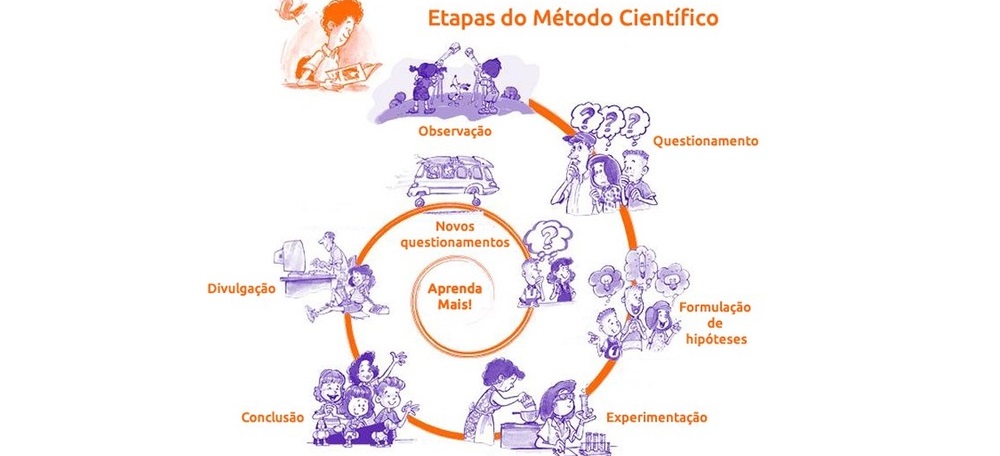 Etapas do Método Científico
Observação
Questionamento
Formulação
de
hipóteses
Experimentação
Conclusão
Divulgação
Novos
questionamentos
Aprenda
Mais!
?
?
?
?